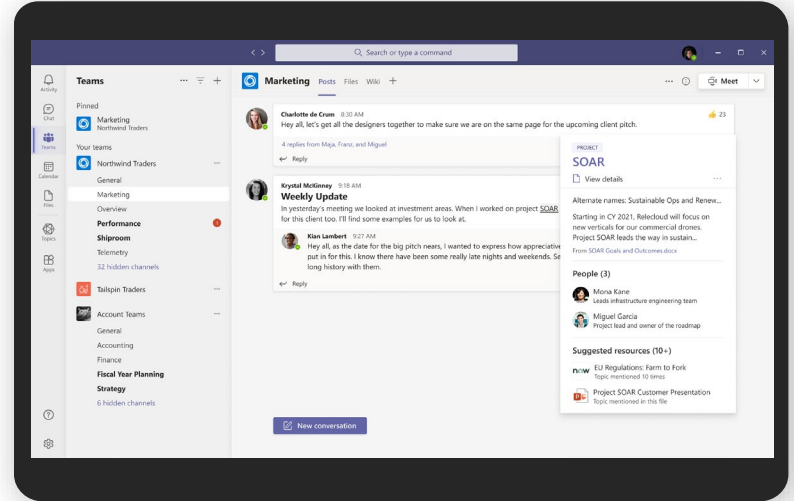 Search or type a command
Activity
Chat
Teams
Calendar
Files
Topics
Apps
Teams
Pinned
Marketing
Northwind Traders
Your teams
Northwind Traders
General
Marketing
Overview
Performance
Shiproom
Telemetry
32 hidden channels
Tailspin Traders
Account Teams
General
Accounting
Finance
Fiscal Year Planning
Strategy
6 hidden channels
Marketing Posts Files Wiki
Meet
Charlotte de Crum 8:30 AM
23
Hey all, let's get all the designers together to make sure we are on the same page for the upcoming client pitch.
4 replies from Maja, Franz, and Miguel
Reply
Krystal McKinney 9:18 AM
Weekly Update
In yesterday's meeting we looked at investment areas. When I worked on project SOAR
for this client too. I'll find some examples for us to look at.
Kian Lambert 9:27 AM
Hey all, as the date for the big pitch nears, I wanted to express how appreciative
put in for this. I know there have been some really late nights and weekends. Se
long history with them.
Reply
New conversation
PROJECT
SOAR
View details
Alternate names: Sustainable Ops and Renew...
Starting in CY 2021, Relecloud will focus on
new verticals for our commercial drones.
Project SOAR leads the way in sustain...
From SOAR Goals and Outcomes.docx
People (3)
Mona Kane
Leads infrastructure engineering team
Miguel Garcia
Project lead and owner of the roadmap
Suggested resources (10+)
now
EU Regulations: Farm to Fork
Topic mentioned 10 times
Project SOAR Customer Presentation
Topic mentioned in this file